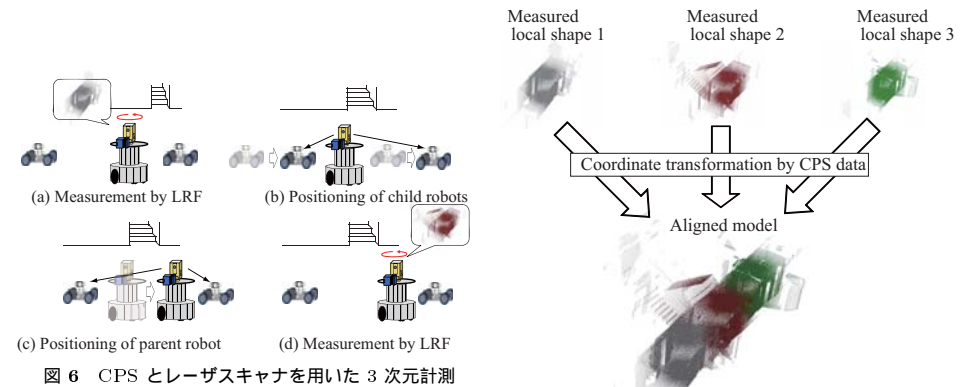 (a) Measurement by LRF
(b) Positioning of child robots
(c) Positioning of parent robot
(d) Measurement by LRF
図 6 CPS とレーザスキャナを用いた 3 次元計測
Measured
local shape 1
Measured
local shape 2
Measured
local shape 3
Coordinate transformation by CPS data
Aligned model